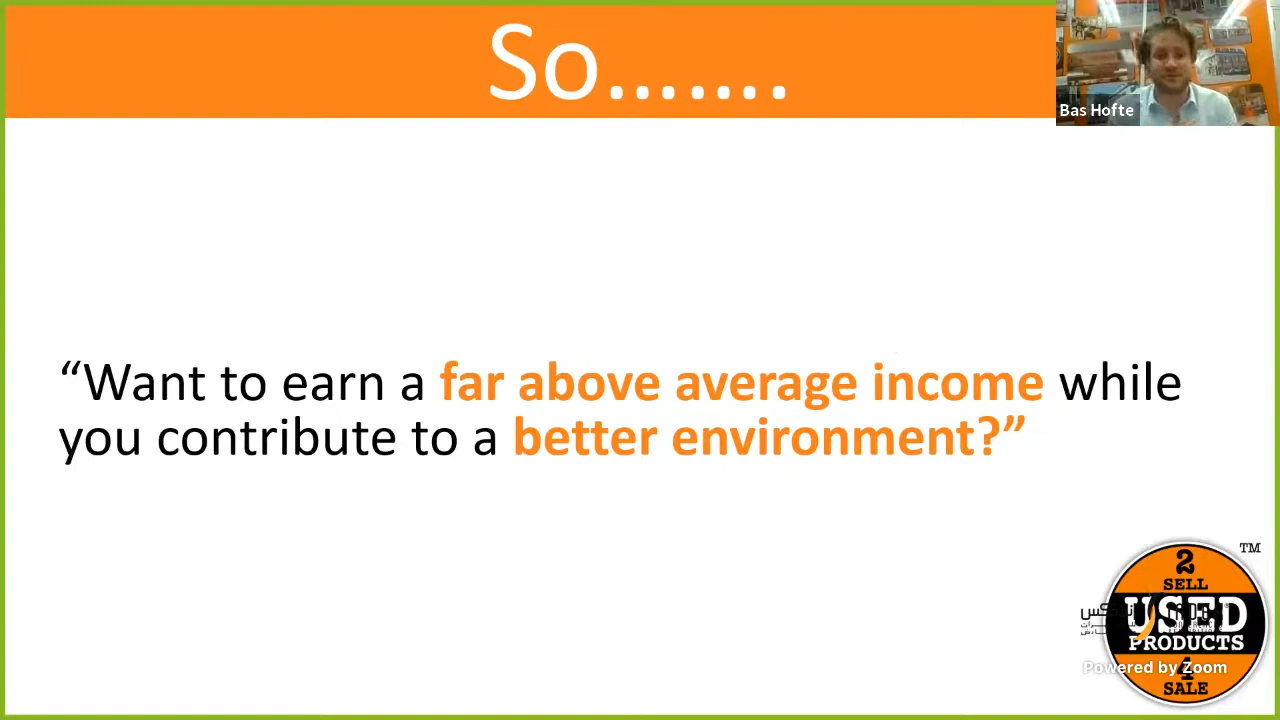 So.......
Bas Hofte
“Want to earn a far above average income while
you contribute to a better environment?”
TM
2
SELL
USED
PRODUCTS
4
SALE
Powered by Zoom